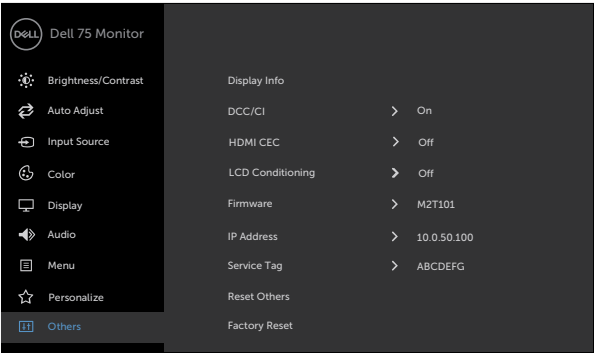 DELL Dell 75 Monitor
Brightness/Contrast Display Info
Auto Adjust DCC/CI > On
Input Source HDMI CEC > Off
Color LCD Conditioning > Off
Display Firmware > M2T101
Audio IP Address > 10.0.50.100
Menu Service Tag > ABCDEFG
Personalize Reset Others
Others Factory Reset